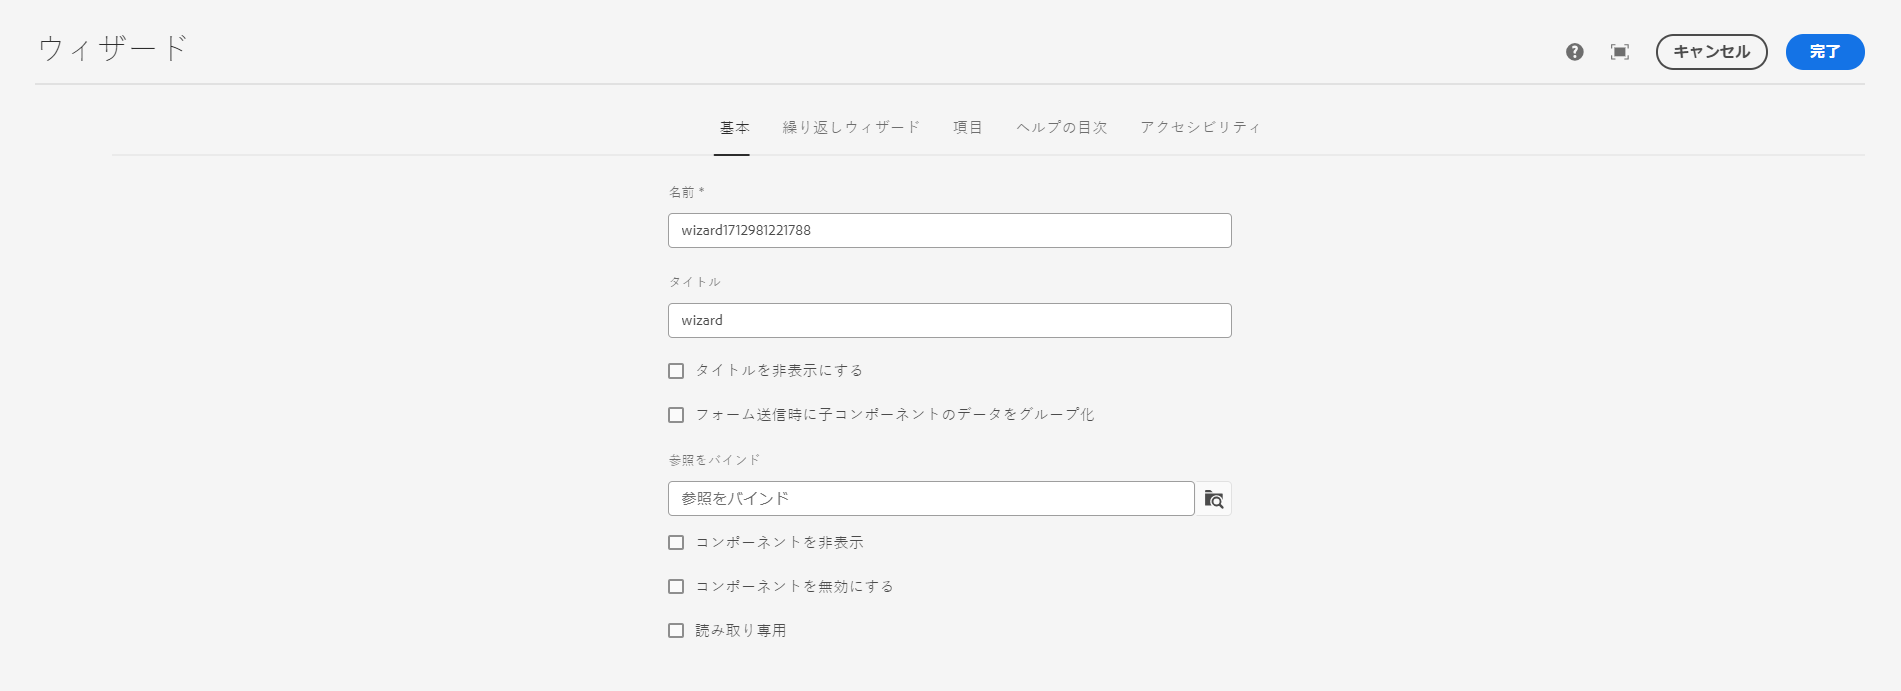 ウィザード
キャンセル 完了
基本 繰り返しウィザード 項目 ヘルプの目次 アクセシビリティ
名前 *
wizard1712981221788
タイトル
wizard
タイトルを非表示にする
フォーム送信時に子コンポーネントのデータをグループ化
参照をバインド
参照をバインド
コンポーネントを非表示
コンポーネントを無効にする
読み取り専用